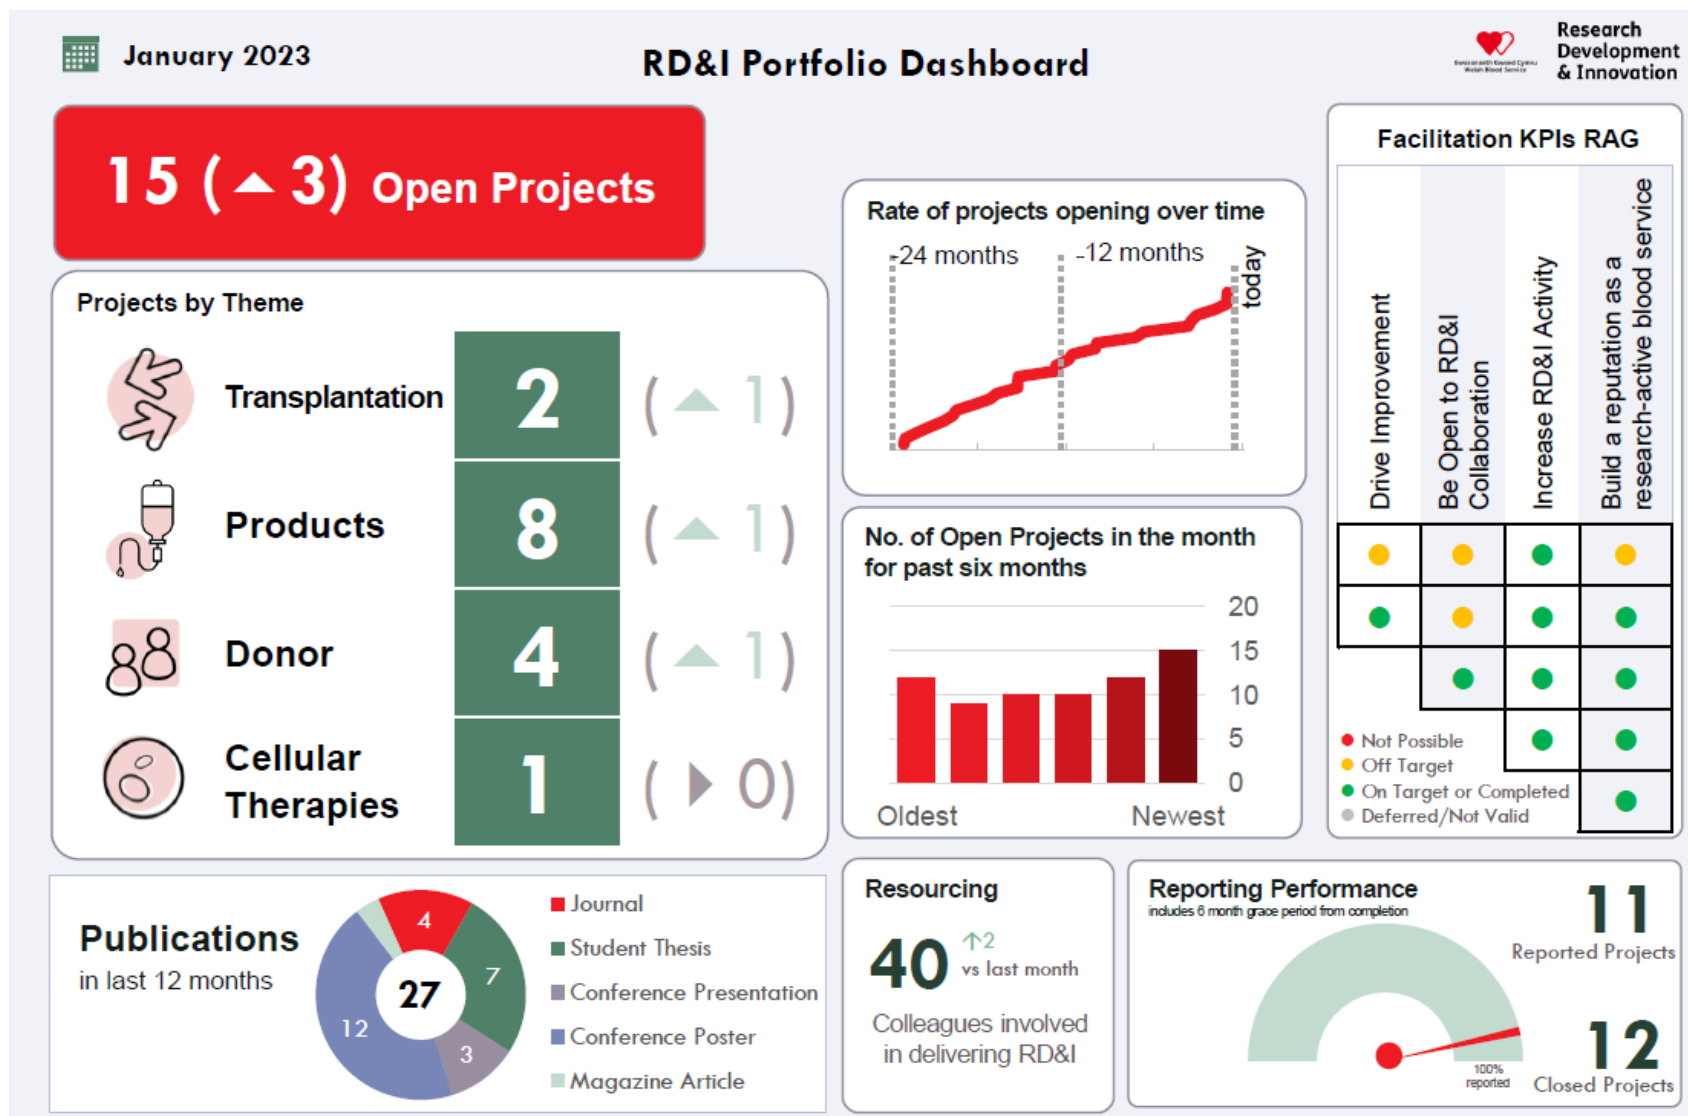 January 2023
RD&I Portfolio Dashboard
Research
Development
& Innovation
Welsh Blood Service
15 (▲ 3) Open Projects
Projects by Theme
Transplantation 2 (▲ 1)
Products 8 (▲ 1)
Donor 4 (▲ 1)
Cellular
Therapies
1 (▶ 0)
Rate of projects opening over time
-24 months
-12 months
today
No. of Open Projects in the month
for past six months
20
15
10
5
0
Oldest
Newest
Facilitation KPIs RAG
Drive Improvement
Be Open to RD&I
Collaboration
Increase RD&I Activity
Build a reputation as a
research-active blood service
Not Possible
Off Target
On Target or Completed
Deferred/Not Valid
Publications
in last 12 months
4
7
3
12
27
Journal
Student Thesis
Conference Presentation
Conference Poster
Magazine Article
Resourcing
40 ↑2
vs last month
Colleagues involved
in delivering RD&I
Reporting Performance
includes 6 month grace period from completion
100%
reported
11
Reported Projects
12
Closed Projects